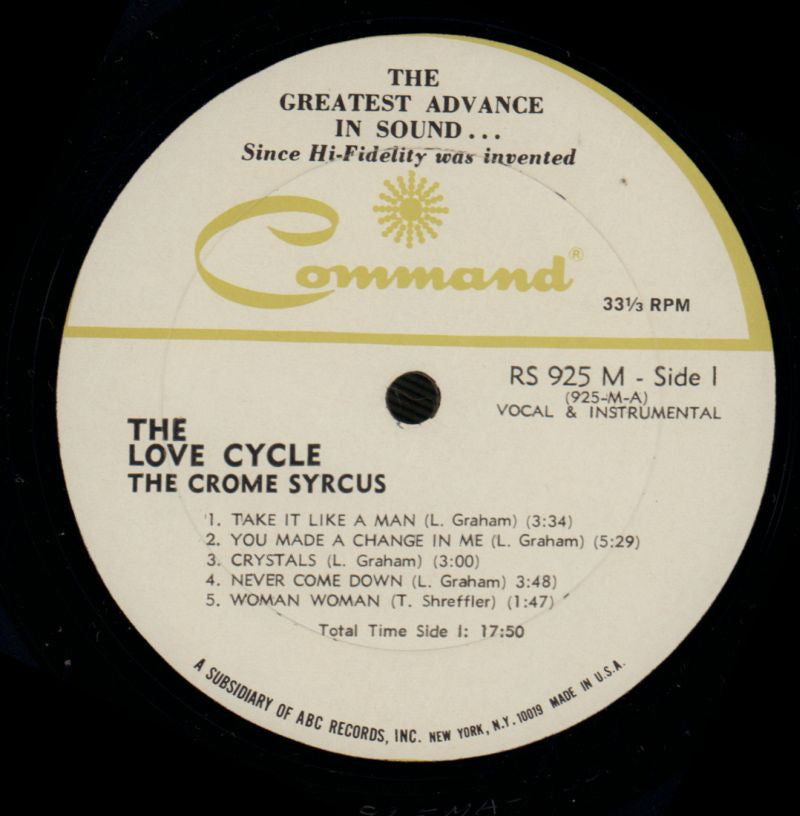 THE
GREATEST ADVANCE
IN SOUND...
Since Hi-Fidelity was invented
Command®
33⅓ RPM
RS 925 M - Side 1
(925-M-A)
VOCAL & INSTRUMENTAL
THE
LOVE CYCLE
THE CROME SYRCUS
1. TAKE IT LIKE A MAN (L. Graham) (3:34)
2. YOU MADE A CHANGE IN ME (L. Graham) (5:29)
3. CRYSTALS (L. Graham) (3:00)
4. NEVER COME DOWN (L. Graham) 3:48)
5. WOMAN WOMAN (T. Shreffler) (1:47)
Total Time Side 1: 17:50
A SUBSIDIARY OF ABC RECORDS, INC. NEW YORK, N.Y. 10019 MADE IN U.S.A.